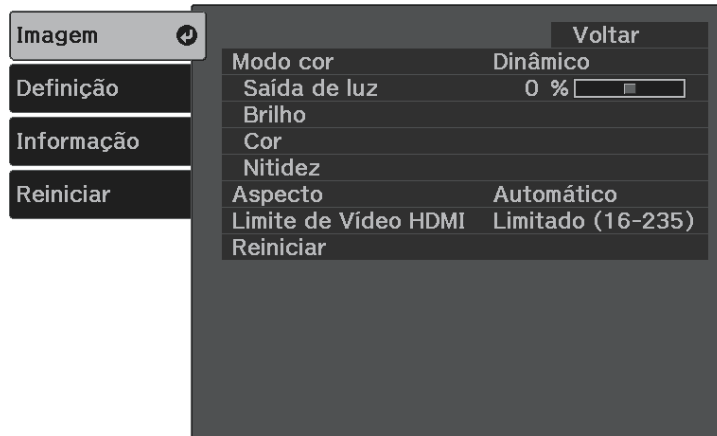 Imagem
Definição
Informação
Reiniciar
Voltar
Modo cor Dinâmico
Saída de luz 0 %
Brilho
Cor
Nitidez
Aspecto Automático
Limite de Vídeo HDMI Limitado (16-235)
Reiniciar